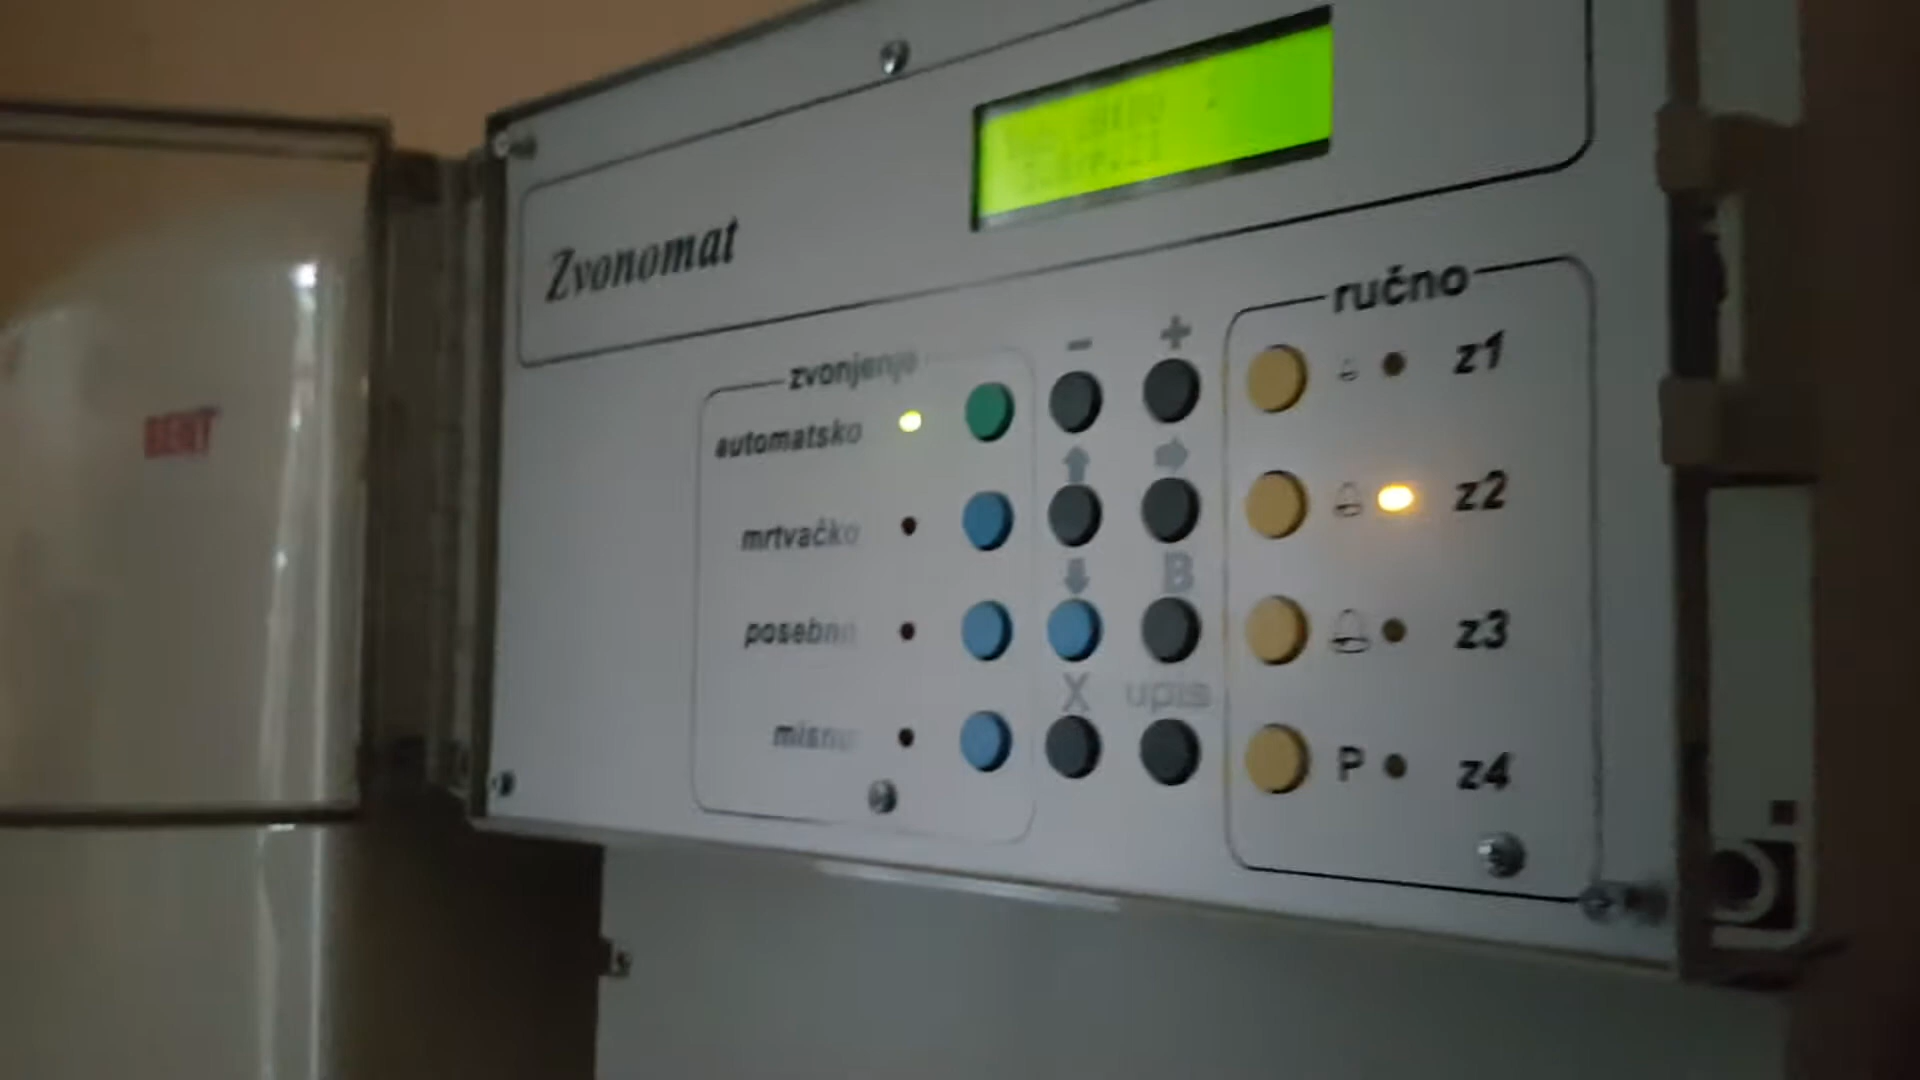 Zvonomat
ručno
zvonjenje
- +
automatsko
z1
mrtvačko
z2
B
posebno
z3
X upis
misno
P z4